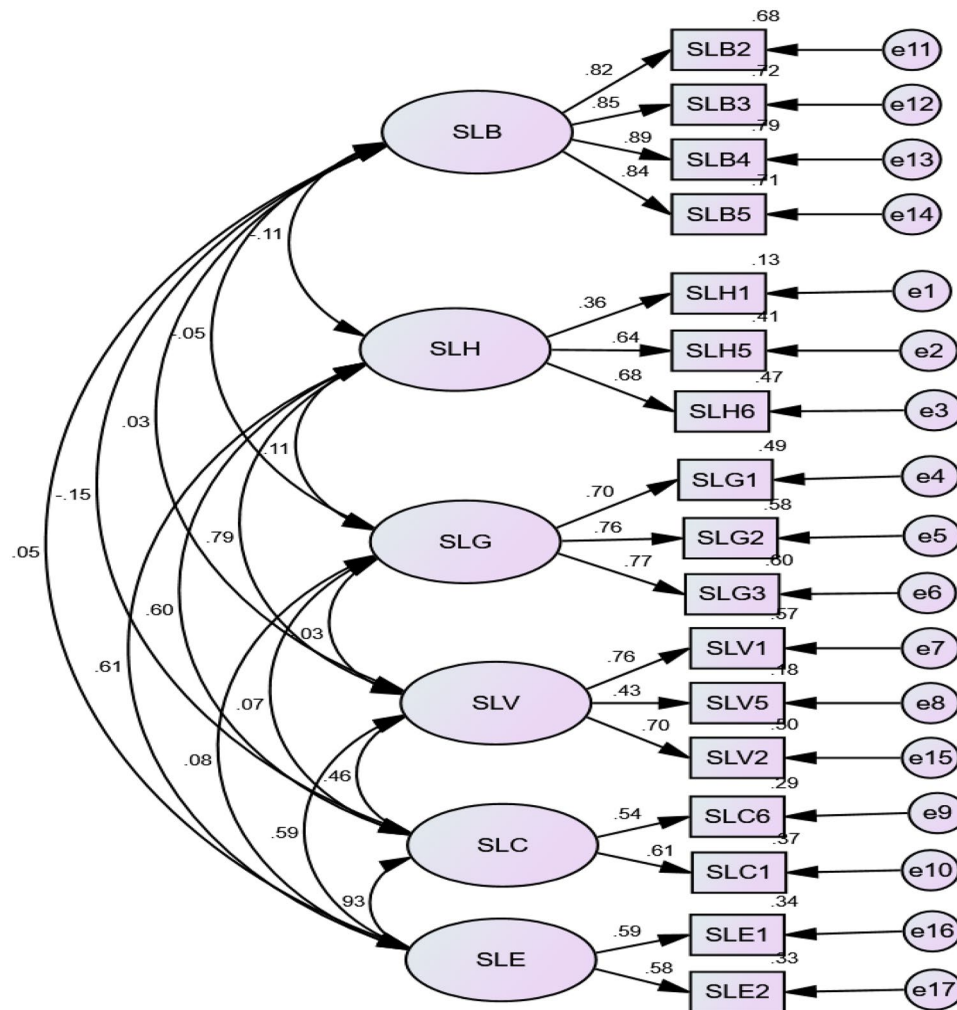 .68
SLB2
e11
.82
.72
SLB3
e12
.85
SLB
.79
.89
SLB4
e13
.84
.71
SLB5
e14
-.11
.13
SLH1
e1
.36
.41
-.05
SLH
.64
SLH5
e2
.68
.47
SLH6
e3
.03
.11
.49
SLG1
e4
-.15
.70
.58
.79
SLG
.76
SLG2
e5
.05
.77
.60
SLG3
e6
.60
.57
03
.76
SLV1
e7
.61
.18
SLV
.43
SLV5
e8
.07
.70
.50
SLV2
e15
.08
.46
.29
.54
SLC6
e9
.59
.37
SLC
.61
SLC1
e10
93
.34
.59
SLE1
e16
SLE
.33
.58
SLE2
e17